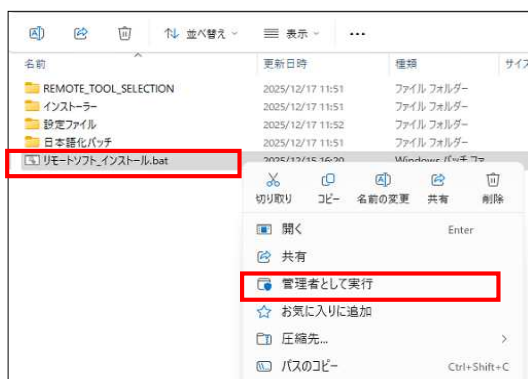 並べ替え 表示 ...
名前 更新日時 種類 サイズ
REMOTE_TOOL_SELECTION 2025/12/17 11:51 ファイル フォルダー
インストーラー 2025/12/17 11:51 ファイル フォルダー
設定ファイル 2025/12/17 11:52 ファイル フォルダー
日本語化パッチ 2025/12/17 11:51 ファイル フォルダー
リモートソフト_インストール.bat 2025/12/15 16:20 Windows バッチ ファ
切り取り コピー 名前の変更 共有 削除
開く Enter
共有
管理者として実行
お気に入りに追加
圧縮先...
パスのコピー Ctrl+Shift+C